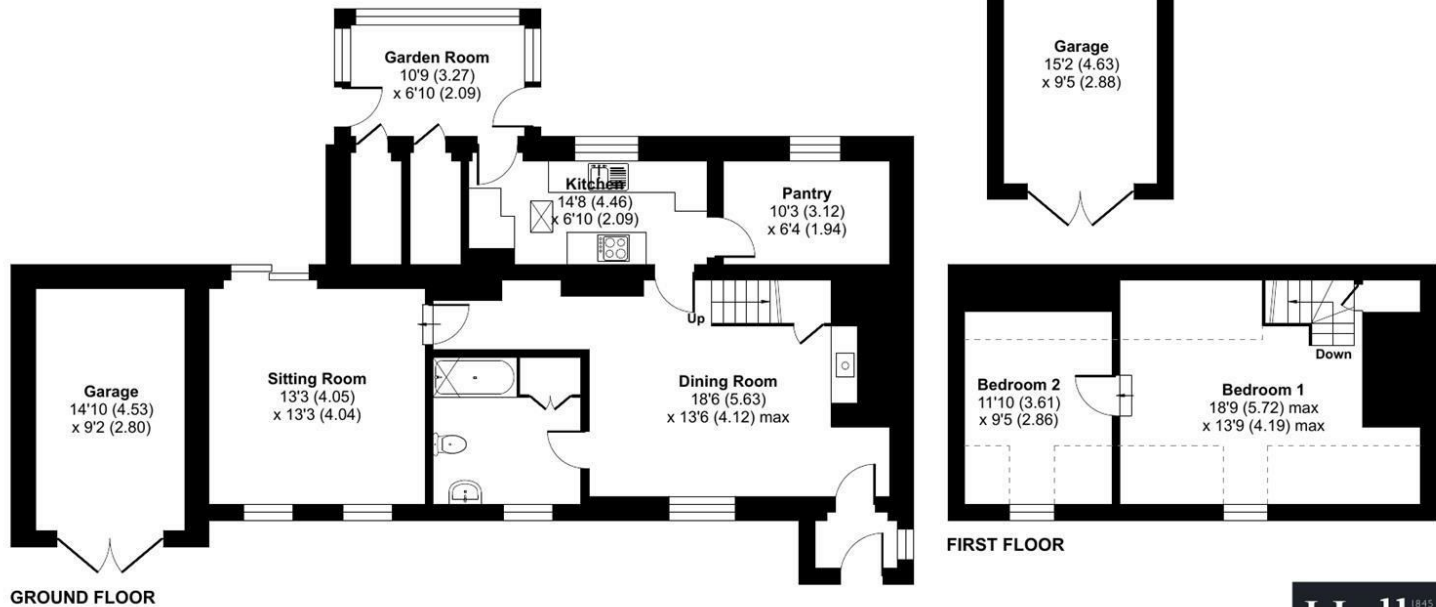 Garden Room
10'9 (3.27)
x 6'10 (2.09)
Garage
15'2 (4.63)
x 9'5 (2.88)
Kitchen
14'8 (4.46)
x 6'10 (2.09)
Pantry
10'3 (3.12)
x 6'4 (1.94)
Up
Garage
14'10 (4.53)
x 9'2 (2.80)
Sitting Room
13'3 (4.05)
x 13'3 (4.04)
Dining Room
18'6 (5.63)
x 13'6 (4.12) max
Down
Bedroom 2
11'10 (3.61)
x 9'5 (2.86)
Bedroom 1
18'9 (5.72) max
x 13'9 (4.19) max
FIRST FLOOR
GROUND FLOOR
1845